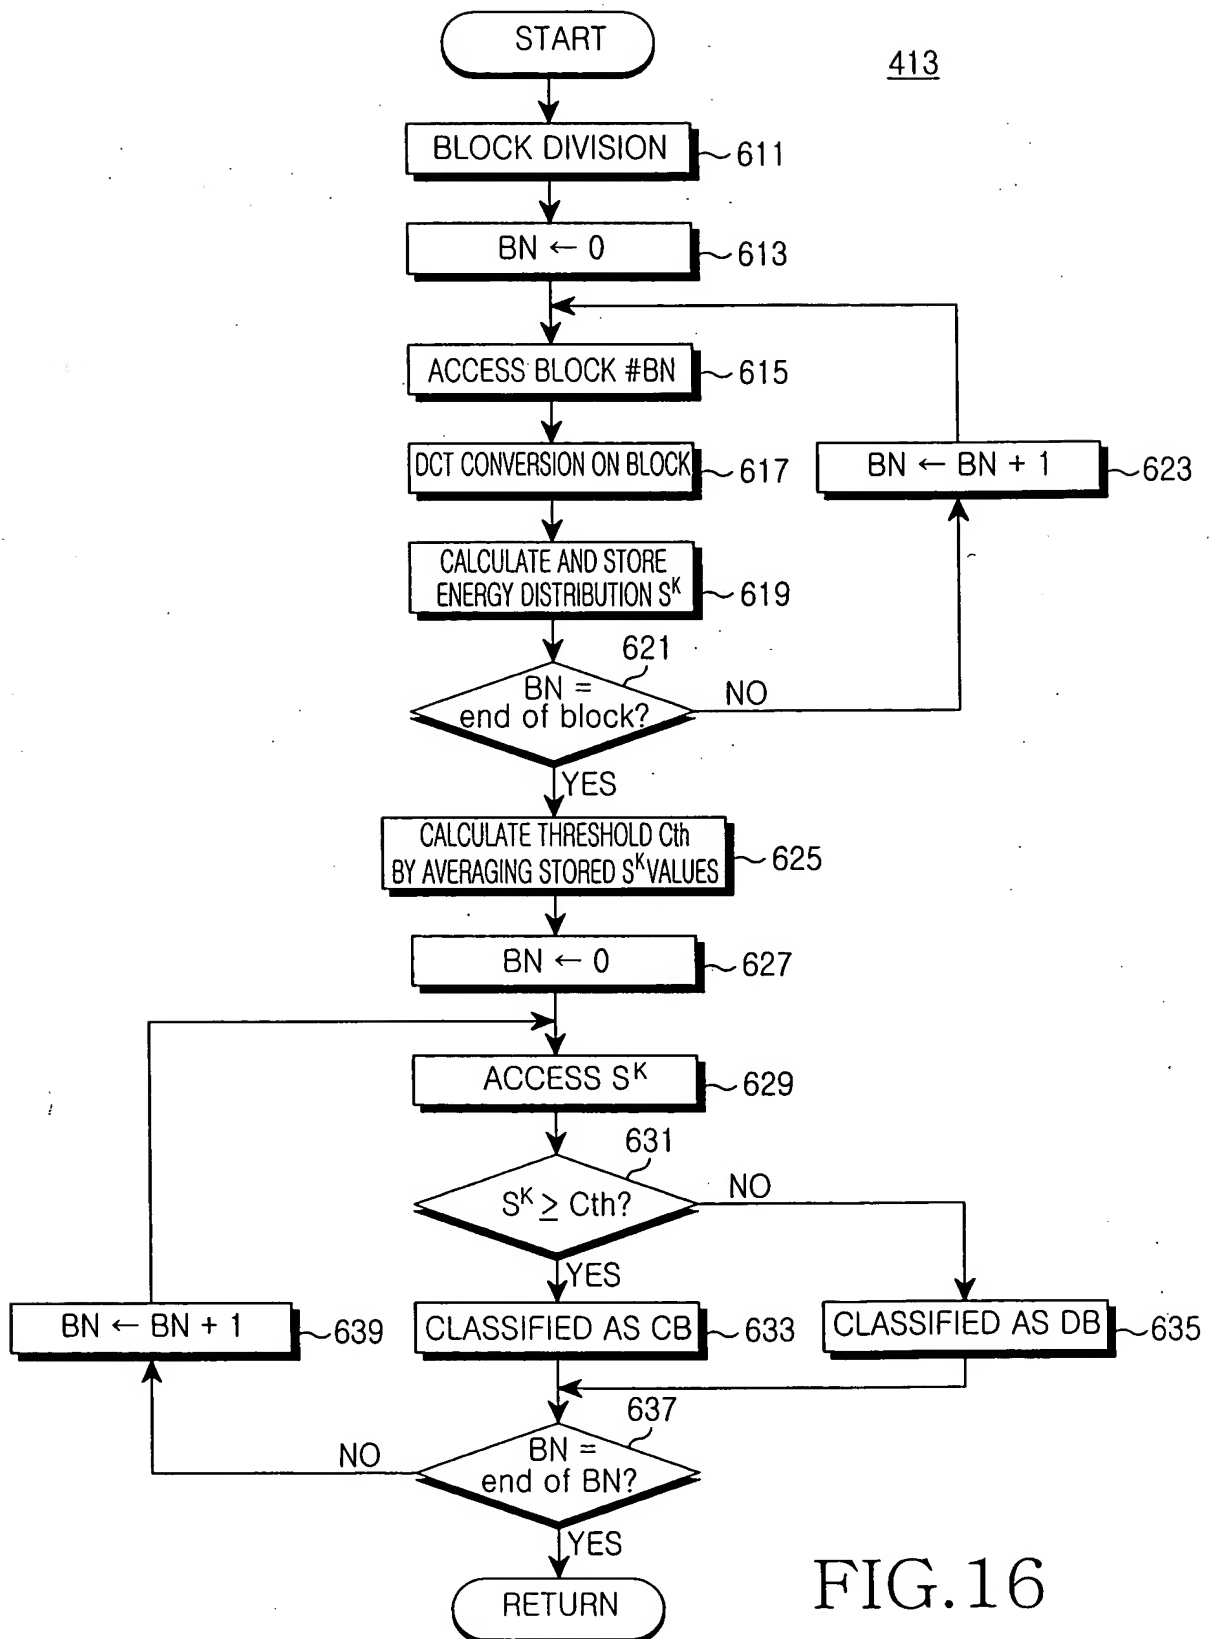 START
413
BLOCK DIVISION
611
BN ← 0
613
ACCESS BLOCK #BN
615
DCT CONVERSION ON BLOCK
617
BN ← BN + 1
623
CALCULATE AND STORE
ENERGY DISTRIBUTION S^K
619
621
BN =
end of block?
NO
YES
CALCULATE THRESHOLD Cth
BY AVERAGING STORED S^K VALUES
625
BN ← 0
627
ACCESS S^K
629
631
S^K ≥ Cth?
NO
YES
BN ← BN + 1
639
CLASSIFIED AS CB
633
CLASSIFIED AS DB
635
637
BN =
end of BN?
NO
YES
RETURN
FIG.16